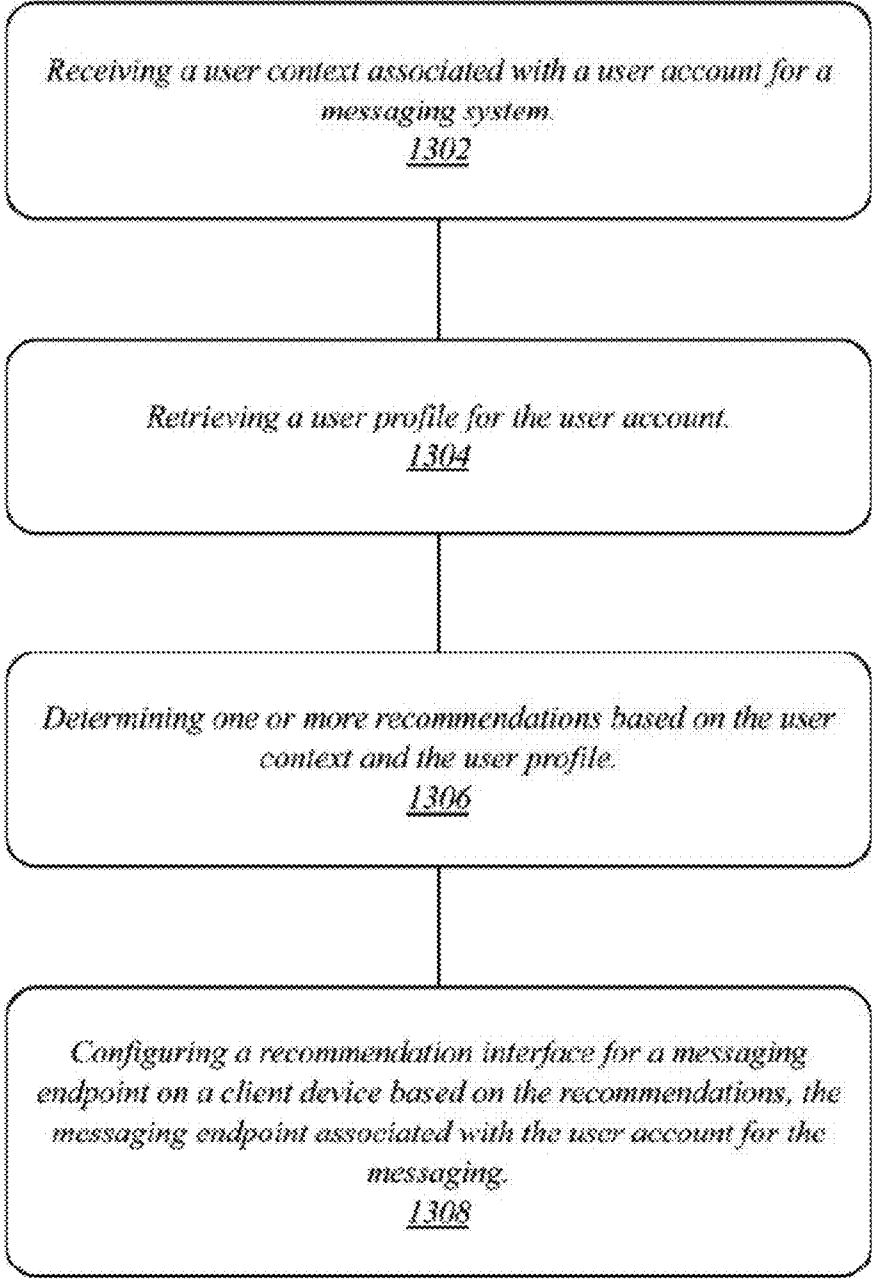 Receiving a user context associated with a user account for a
messaging system.
1302
Retrieving a user profile for the user account.
1304
Determining one or more recommendations based on the user
context and the user profile.
1306
Configuring a recommendation interface for a messaging
endpoint on a client device based on the recommendations, the
messaging endpoint associated with the user account for the
messaging.
1308